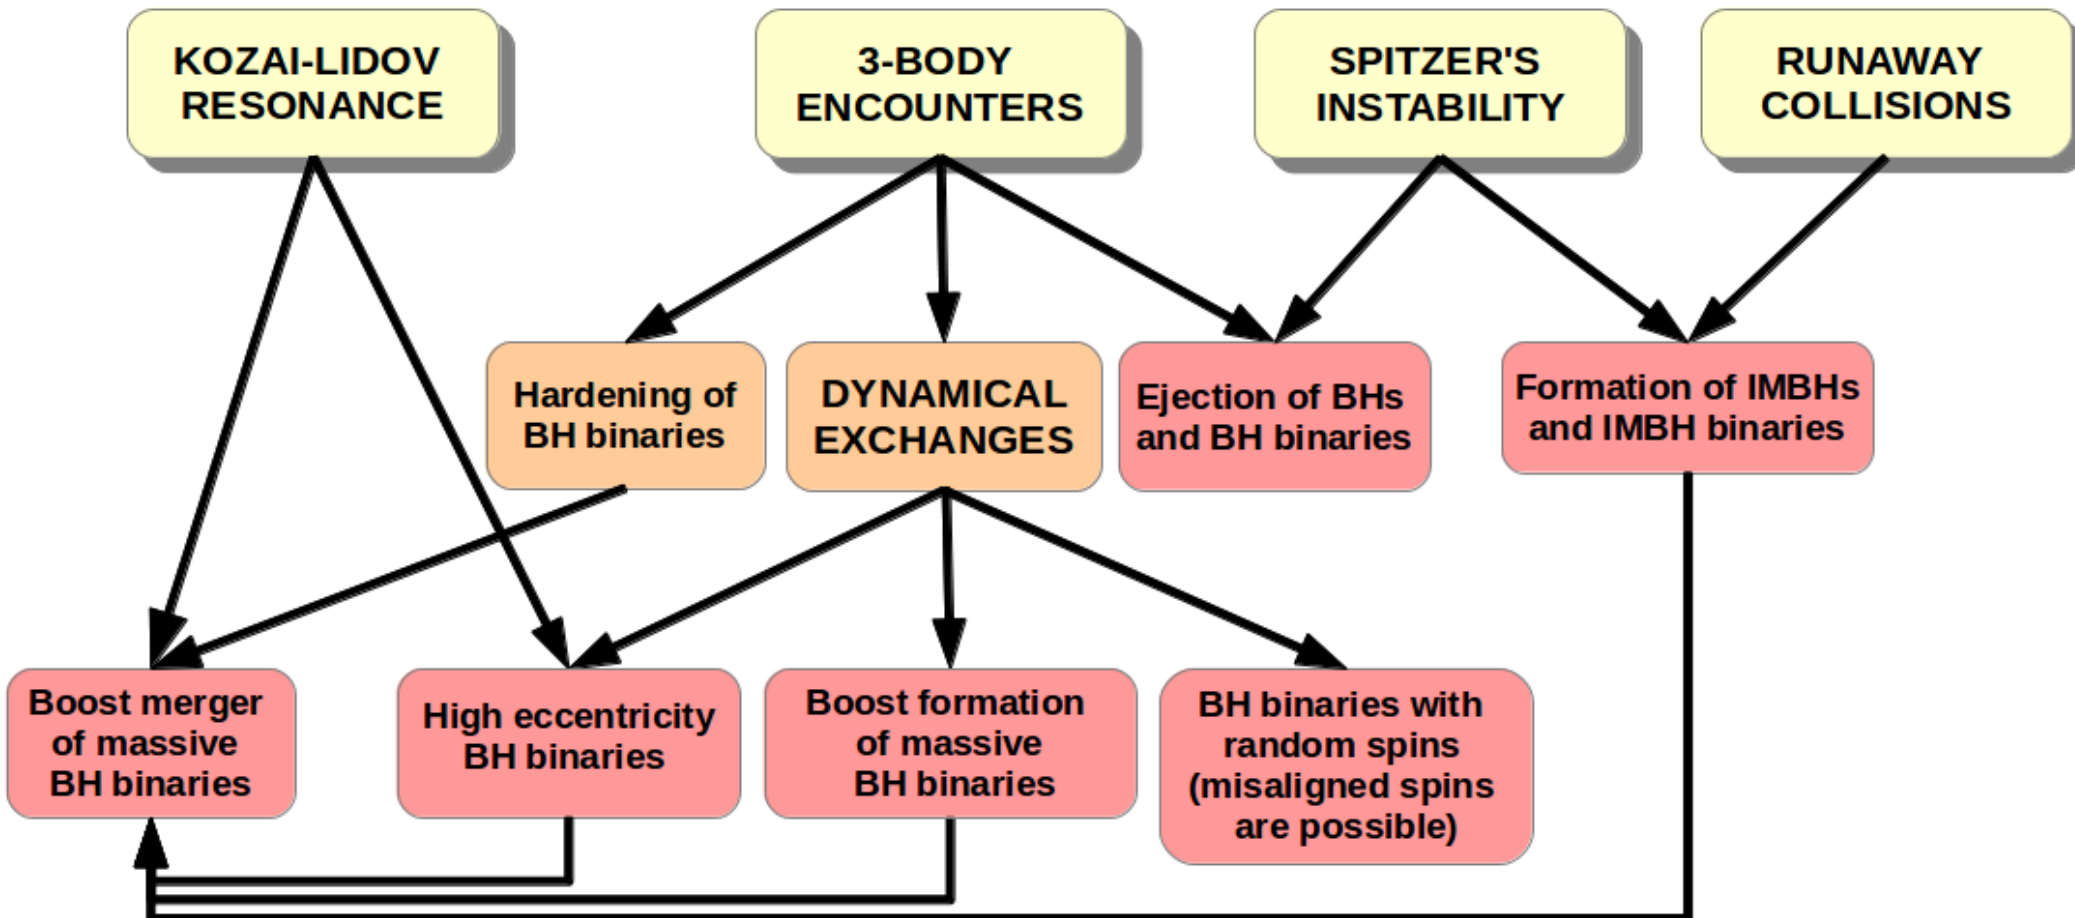 KOZAI-LIDOV
RESONANCE
3-BODY
ENCOUNTERS
SPITZER'S
INSTABILITY
RUNAWAY
COLLISIONS
Hardening of
BH binaries
DYNAMICAL
EXCHANGES
Ejection of BHs
and BH binaries
Formation of IMBHs
and IMBH binaries
Boost merger
of massive
BH binaries
High eccentricity
BH binaries
Boost formation
of massive
BH binaries
BH binaries with
random spins
(misaligned spins
are possible)